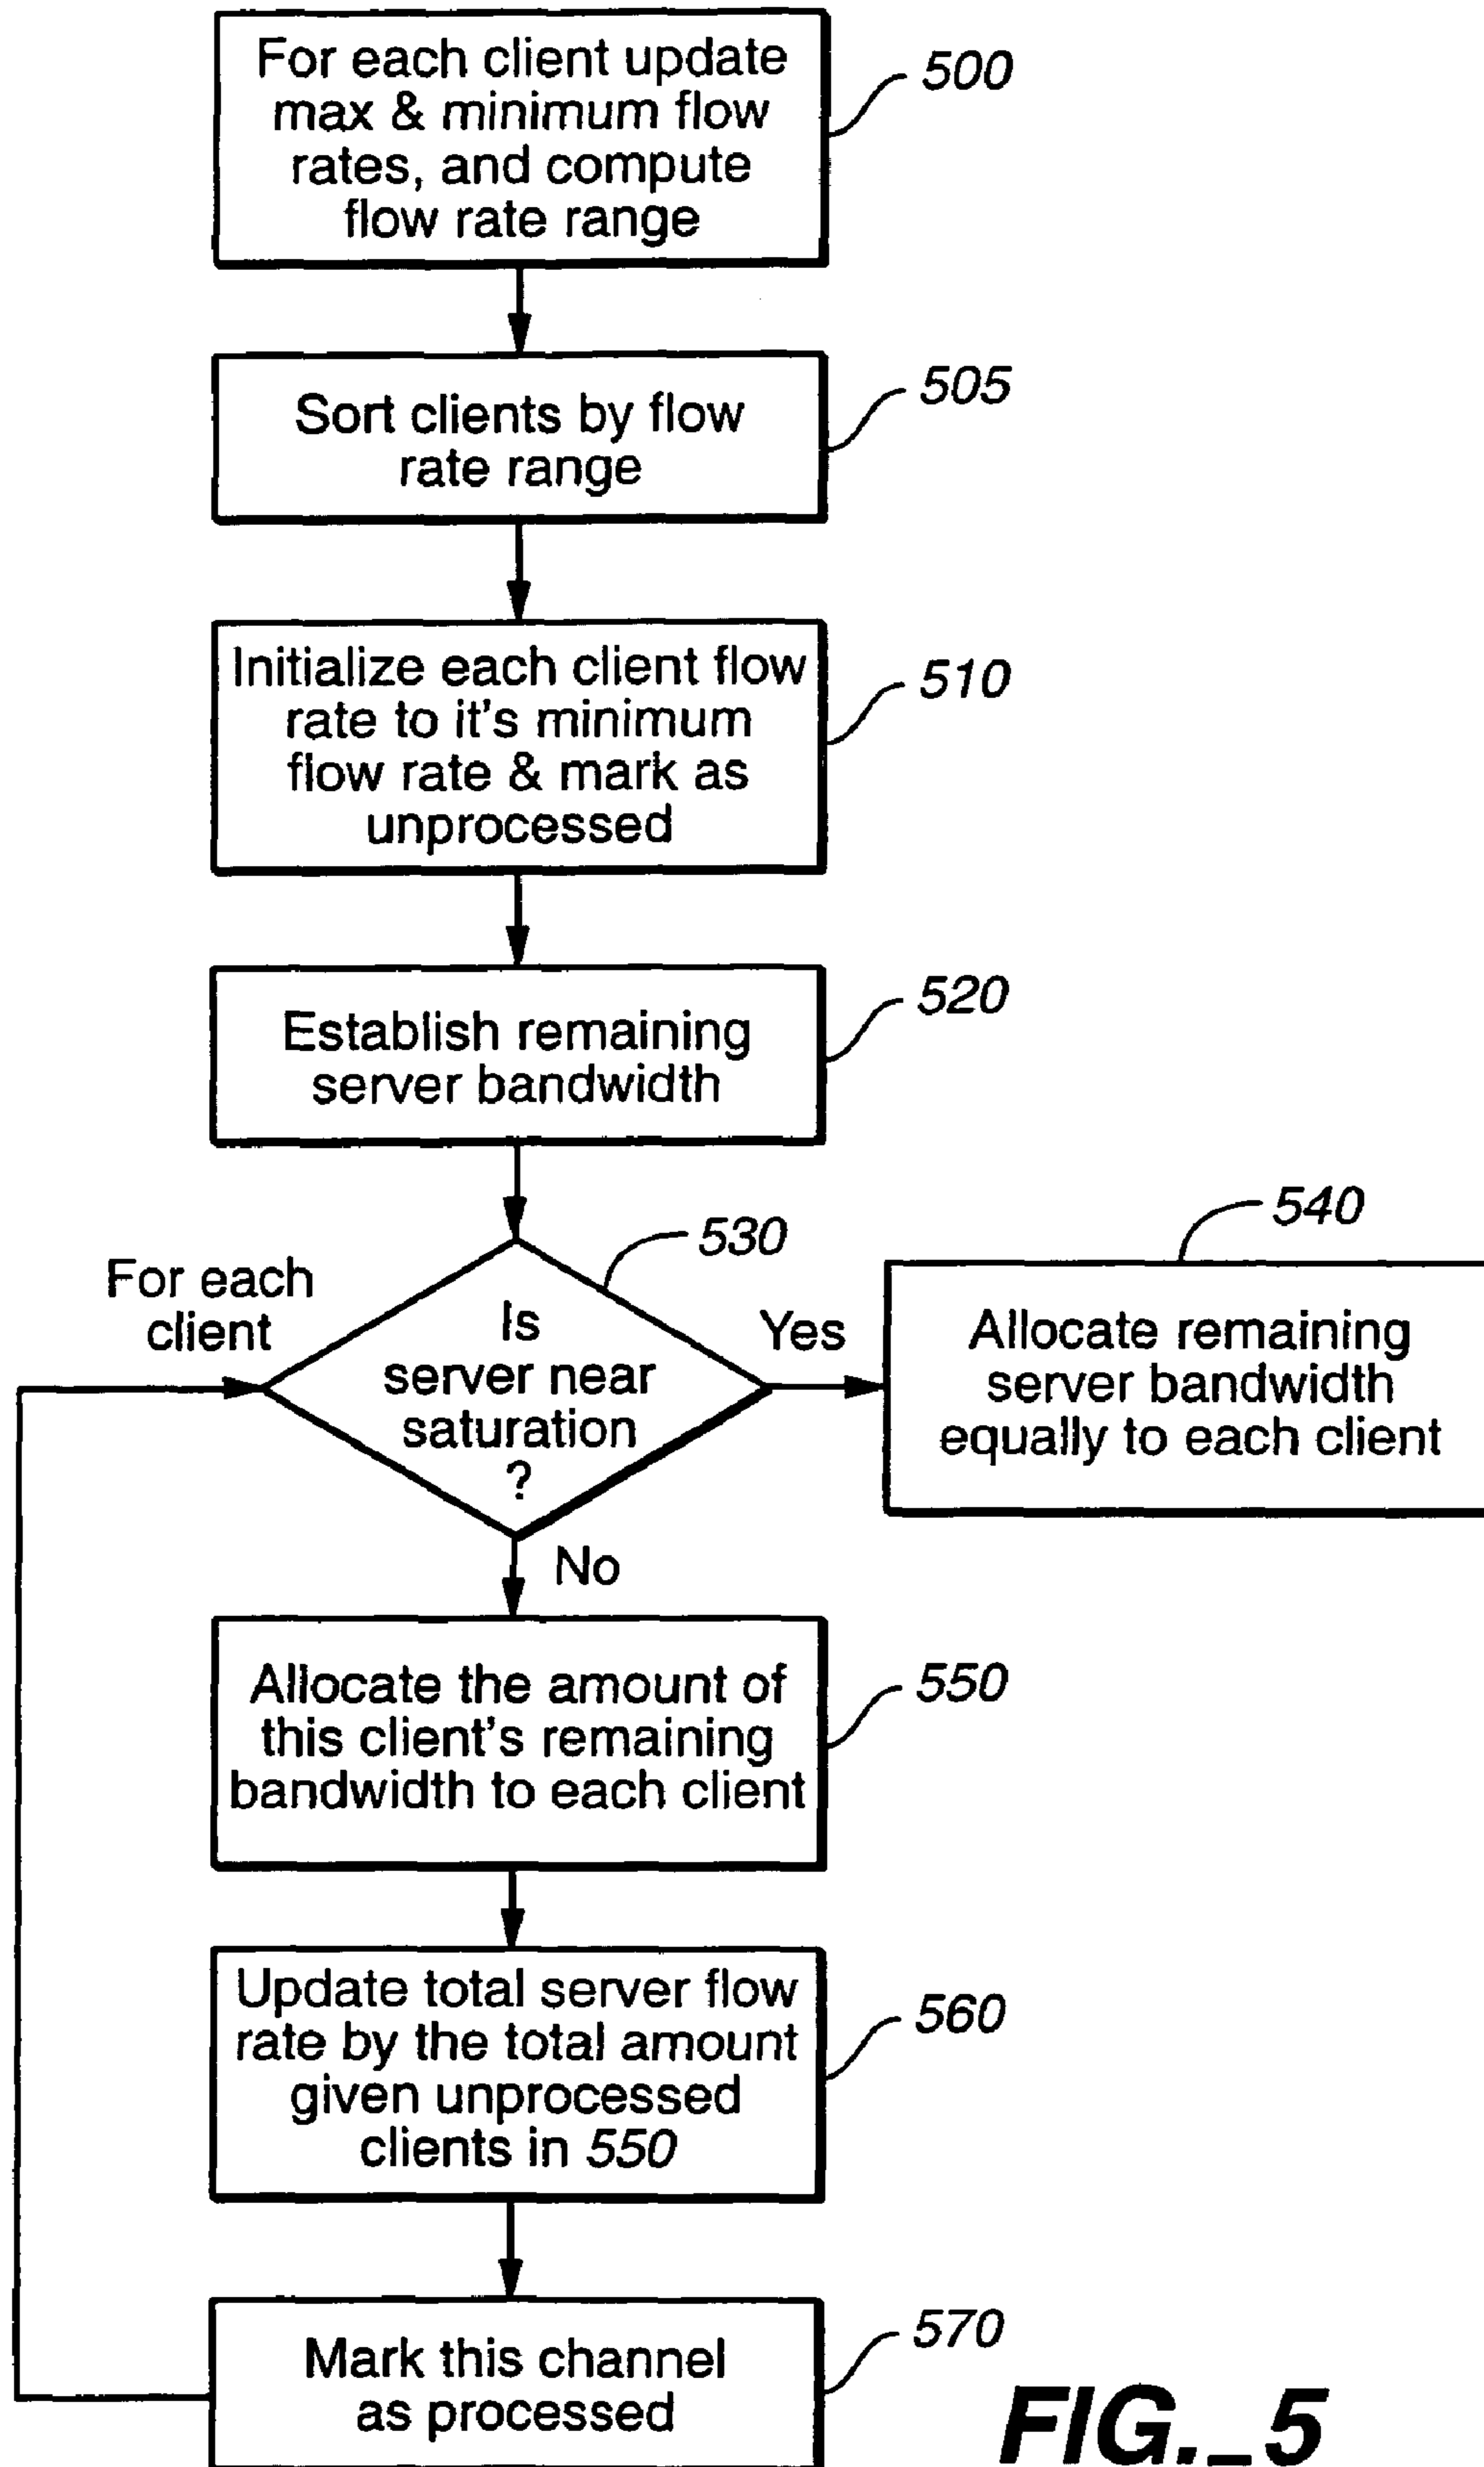 For each client update
max & minimum flow
rates, and compute
flow rate range
500
Sort clients by flow
rate range
505
Initialize each client flow
rate to it's minimum
flow rate & mark as
unprocessed
510
Establish remaining
server bandwidth
520
For each
client
Is
server near
saturation
?
530
Yes
540
Allocate remaining
server bandwidth
equally to each client
No
Allocate the amount of
this client's remaining
bandwidth to each client
550
Update total server flow
rate by the total amount
given unprocessed
clients in 550
560
Mark this channel
as processed
570
FIG._5